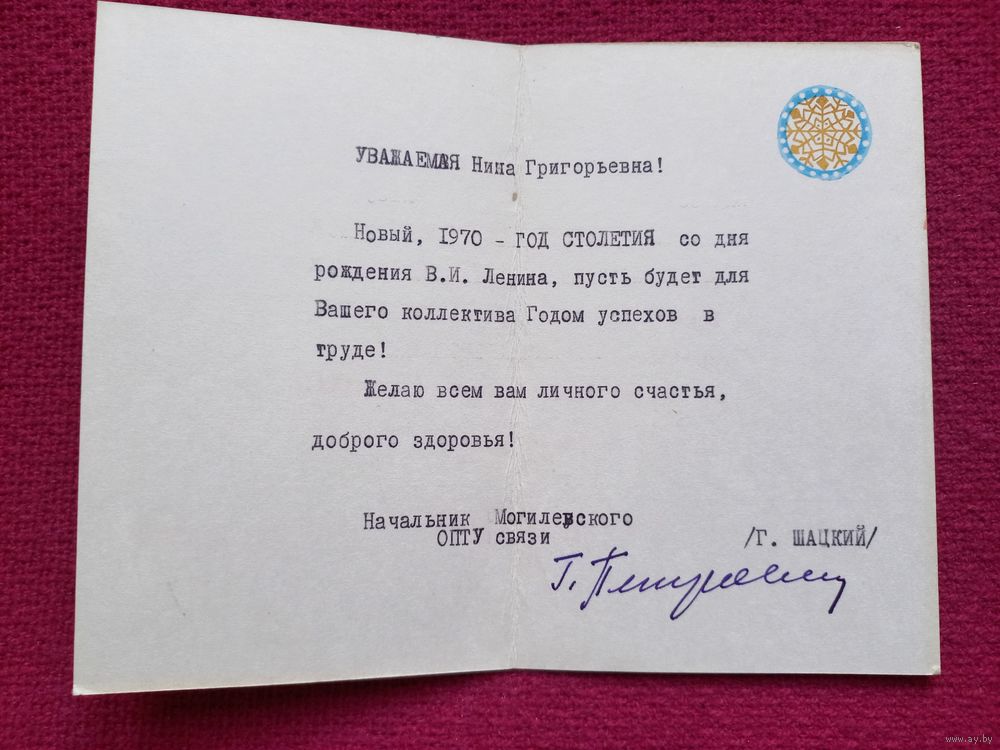 УВАЖАЕМАЯ Нина Григорьевна!
Новый, 1970 - ГОД СТОЛЕТИЯ со дня
рождения В.И. Ленина, пусть будет для
Вашего коллектива Годом успехов в
труде!
Желаю всем вам личного счастья,
доброго здоровья!
Начальник Могилевского
ОПТУ связи /Г. ШАЦКИЙ/
www.ay.by